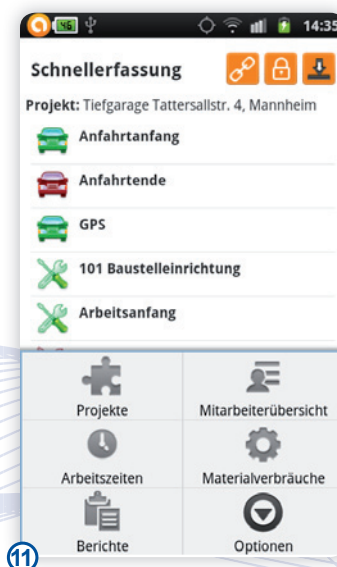 46 14:35
Schnellerfassung
Projekt: Tiefgarage Tattersallstr. 4, Mannheim
Anfahrtanfang
Anfahrtende
GPS
101 Baustelleinrichtung
Arbeitsanfang
Projekte Mitarbeiterübersicht
Arbeitszeiten Materialverbräuche
Berichte Optionen
11